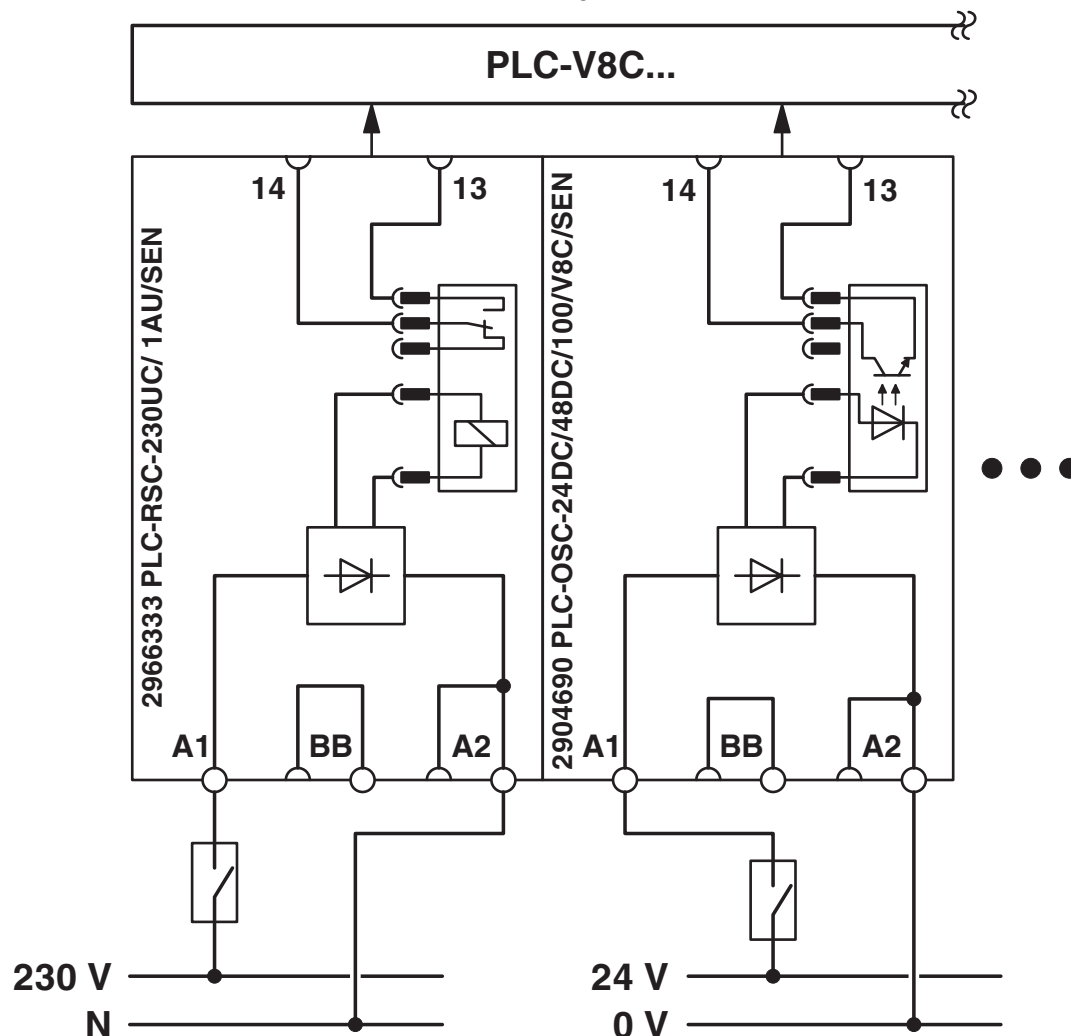 PLC-V8C...
14
13
14
13
2966333 PLC-RSC-230UC/ 1AU/SEN
2904690 PLC-OSC-24DC/48DC/100/V8C/SEN
A1
BB
A2
A1
BB
A2
230 V
24 V
N
0 V